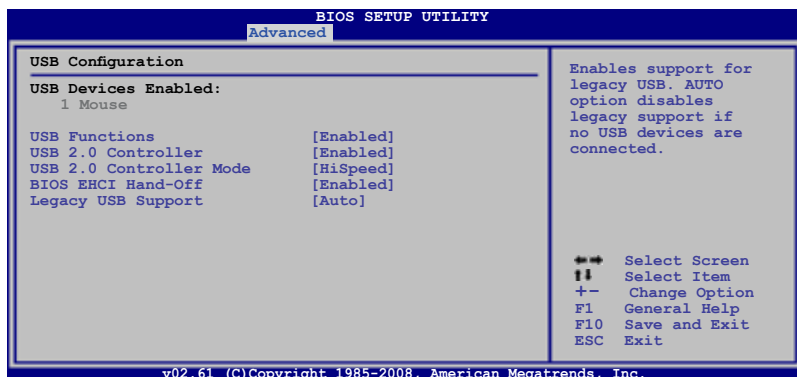 BIOS SETUP UTILITY
Advanced
USB Configuration
USB Devices Enabled:
1 Mouse
USB Functions [Enabled]
USB 2.0 Controller [Enabled]
USB 2.0 Controller Mode [HiSpeed]
BIOS EHCI Hand-Off [Enabled]
Legacy USB Support [Auto]
Enables support for
legacy USB. AUTO
option disables
legacy support if
no USB devices are
connected.
←→ Select Screen
↑↓ Select Item
+- Change Option
F1 General Help
F10 Save and Exit
ESC Exit
v02.61 (C)Copyright 1985-2008, American Megatrends, Inc.